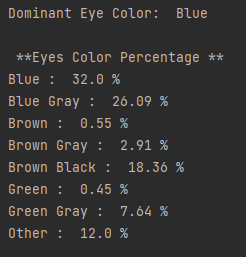 Dominant Eye Color:  Blue
 **Eyes Color Percentage **
Blue :  32.0 %
Blue Gray :  26.09 %
Brown :  0.55 %
Brown Gray :  2.91 %
Brown Black :  18.36 %
Green :  0.45 %
Green Gray :  7.64 %
Other :  12.0 %